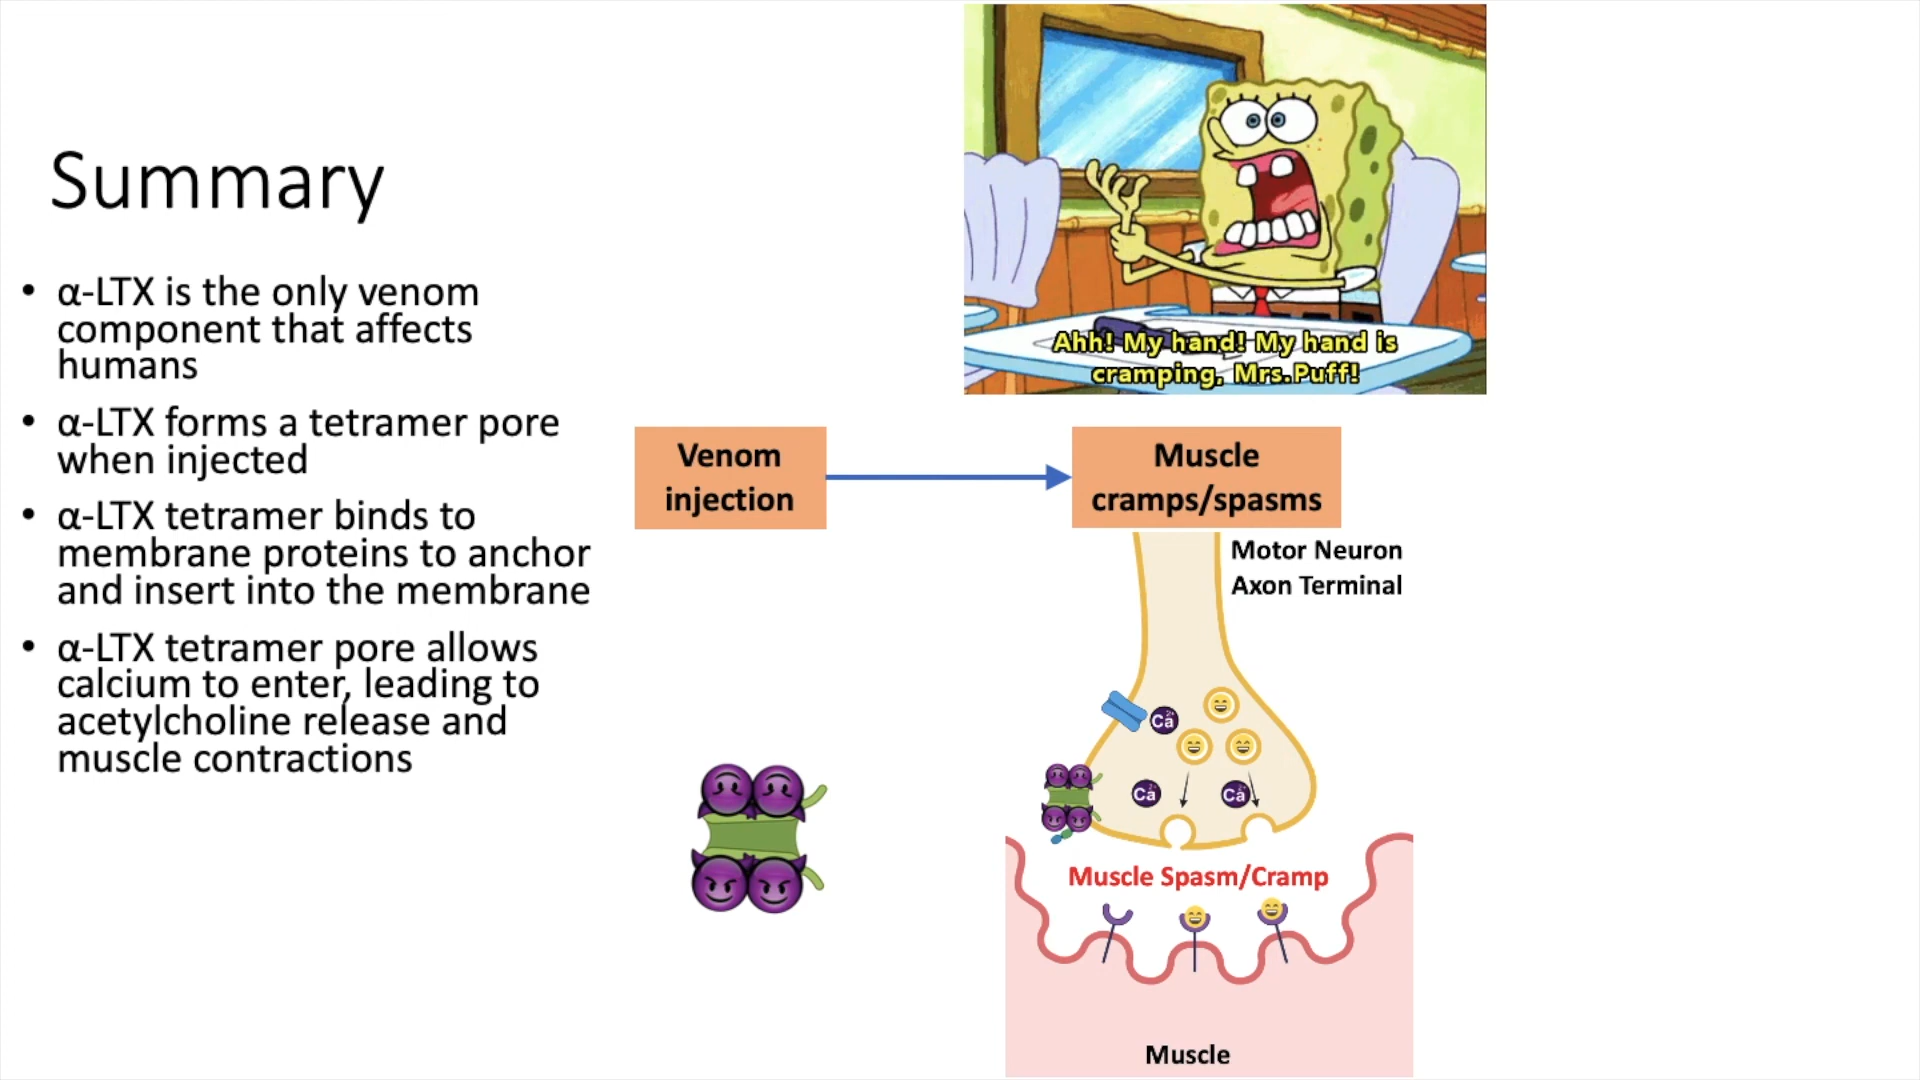 Summary
• α-LTX is the only venom
component that affects
humans
• α-LTX forms a tetramer pore
when injected
• α-LTX tetramer binds to
membrane proteins to anchor
and insert into the membrane
• α-LTX tetramer pore allows
calcium to enter, leading to
acetylcholine release and
muscle contractions
Ahh! My hand! My hand is
cramping, Mrs.Puff!
Venom
injection
Muscle
cramps/spasms
Motor Neuron
Axon Terminal
Ca²⁺
Ca²⁺
Ca²⁺
Muscle Spasm/Cramp
Muscle